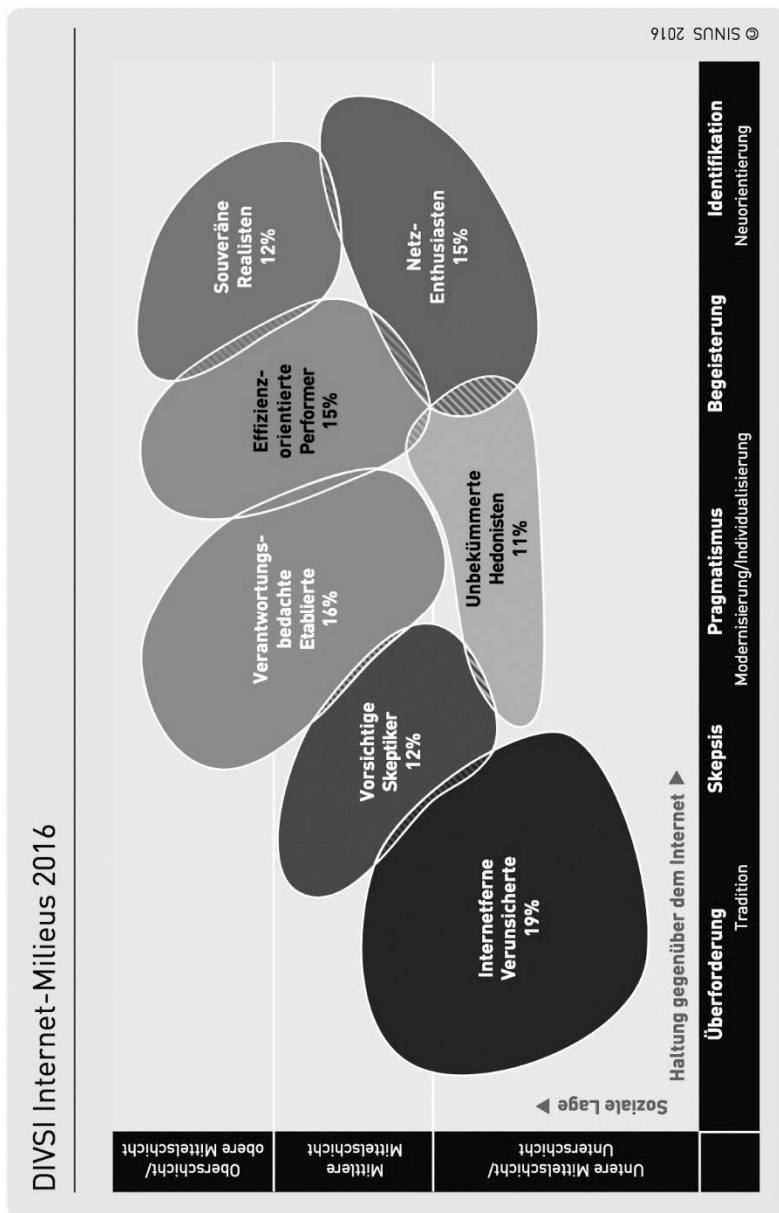 DIVSI Internet-Milieus 2016
Oberschicht/
obere Mittelschicht
Mittlere
Mittelschicht
Untere Mittelschicht/
Unterschicht
Soziale Lage ▲
Souveräne
Realisten
12%
Effizienz-
orientierte
Performer
15%
Verantwortungs-
bedachte
Etablierte
16%
Vorsichtige
Skeptiker
12%
Netz-
Enthusiasten
15%
Unbekümmerte
Hedonisten
11%
Internetferne
Verunsicherte
19%
Haltung gegenüber dem Internet ▶
Überforderung
Skepsis
Pragmatismus
Begeisterung
Identifikation
Tradition
Modernisierung/Individualisierung
Neuorientierung
© SINUS 2016